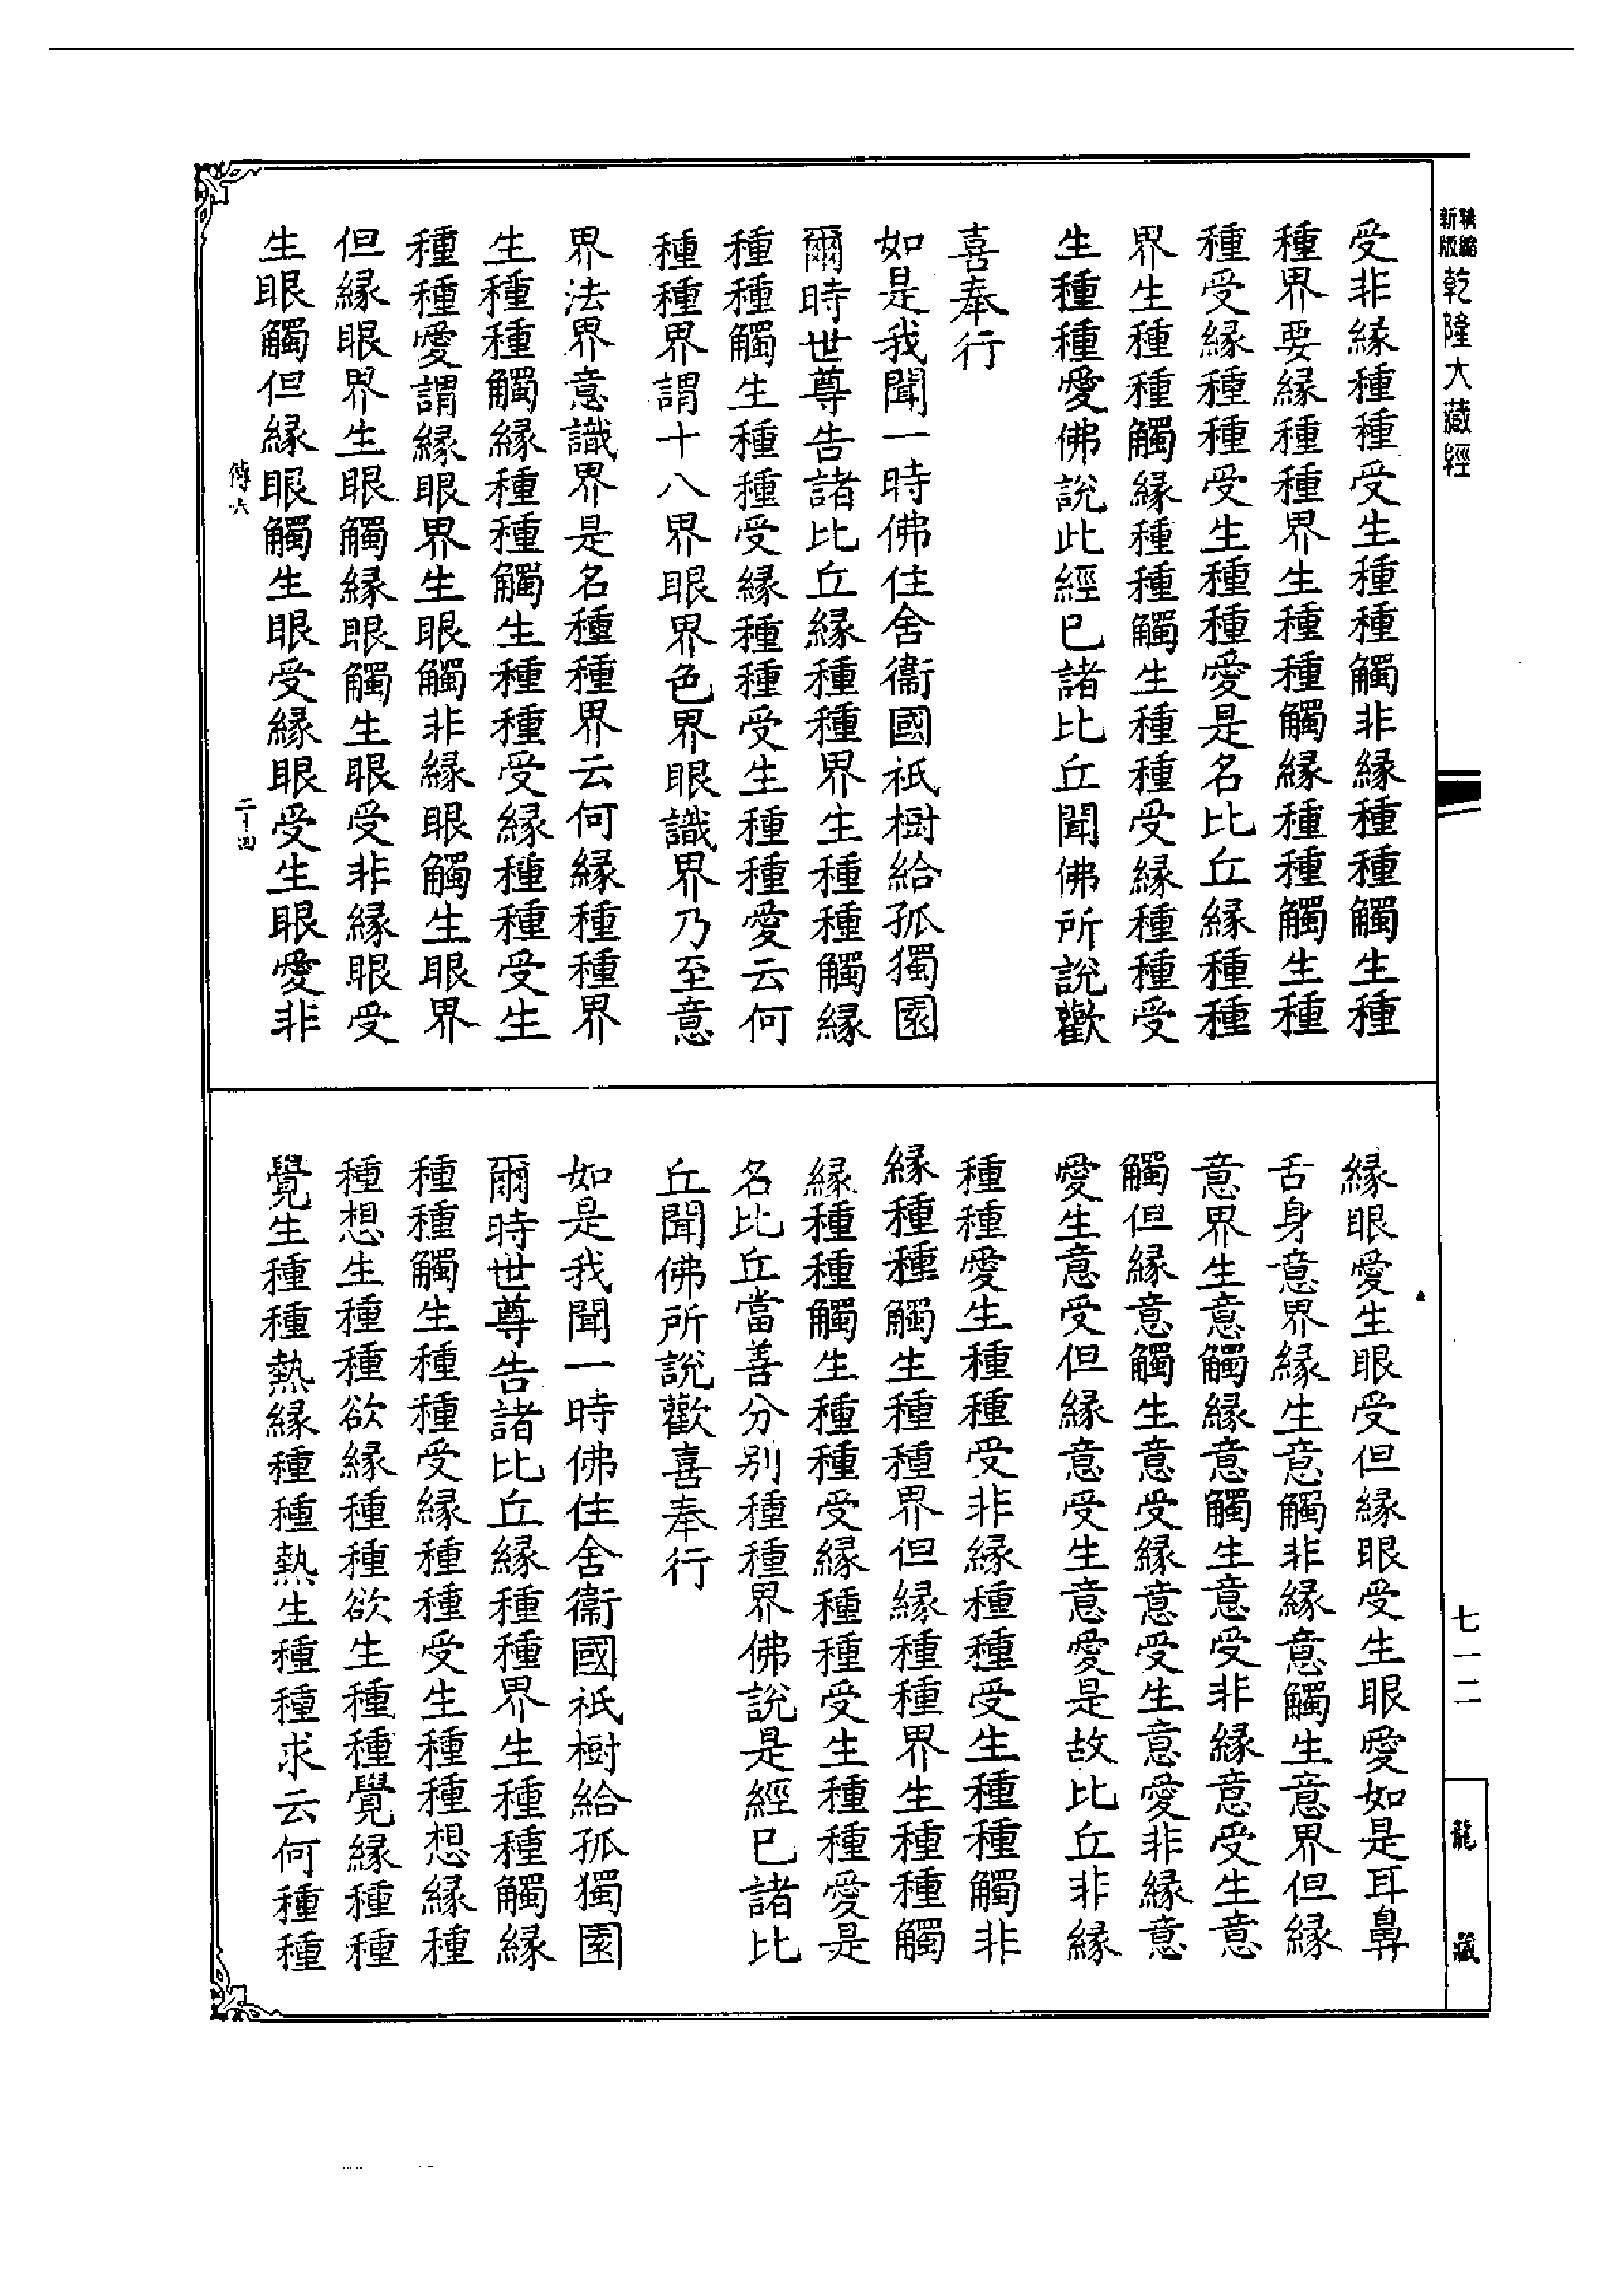 新版 精縮 乾隆大藏經
受非緣種種受生種種觸非緣種種觸生種
種界要緣種種界生種種觸緣種種觸生種
種受緣種種受生種種愛是名比丘緣種種
界生種種觸緣種種觸生種種受緣種種受
生種種愛佛說此經已諸比丘聞佛所說歡
喜奉行
如是我聞一時佛住舍衞國祇樹給孤獨園
爾時世尊告諸比丘緣種種界生種種觸緣
種種觸生種種受緣種種受生種種愛云何
種種界謂十八界眼界色界眼識界乃至意
界法界意識界是名種種界云何緣種種界
生種種觸緣種種觸生種種受緣種種受生
種種愛謂緣眼界生眼觸非緣眼觸生眼界
但緣眼界生眼觸緣眼觸生眼受非緣眼受
生眼觸但緣眼觸生眼受緣眼受生眼愛非
傳六 二十四
緣眼愛生眼受但緣眼受生眼愛如是耳鼻
舌身意界緣生意觸非緣意觸生意界但緣
意界生意觸緣意觸生意受非緣意受生意
觸但緣意觸生意受緣意受生意愛非緣意
愛生意受但緣意受生意愛是故比丘非緣
種種愛生種種受非緣種種受生種種觸非
緣種種觸生種種界但緣種種界生種種觸
緣種種觸生種種受緣種種受生種種愛是
名比丘當善分別種種界佛說是經已諸比
丘聞佛所說歡喜奉行
如是我聞一時佛住舍衞國祇樹給孤獨園
爾時世尊告諸比丘緣種種界生種種觸緣
種種觸生種種受緣種種受生種種想緣種
種想生種種欲緣種種欲生種種覺緣種種
覺生種種熱緣種種熱生種種求云何種種
七一二
龍藏